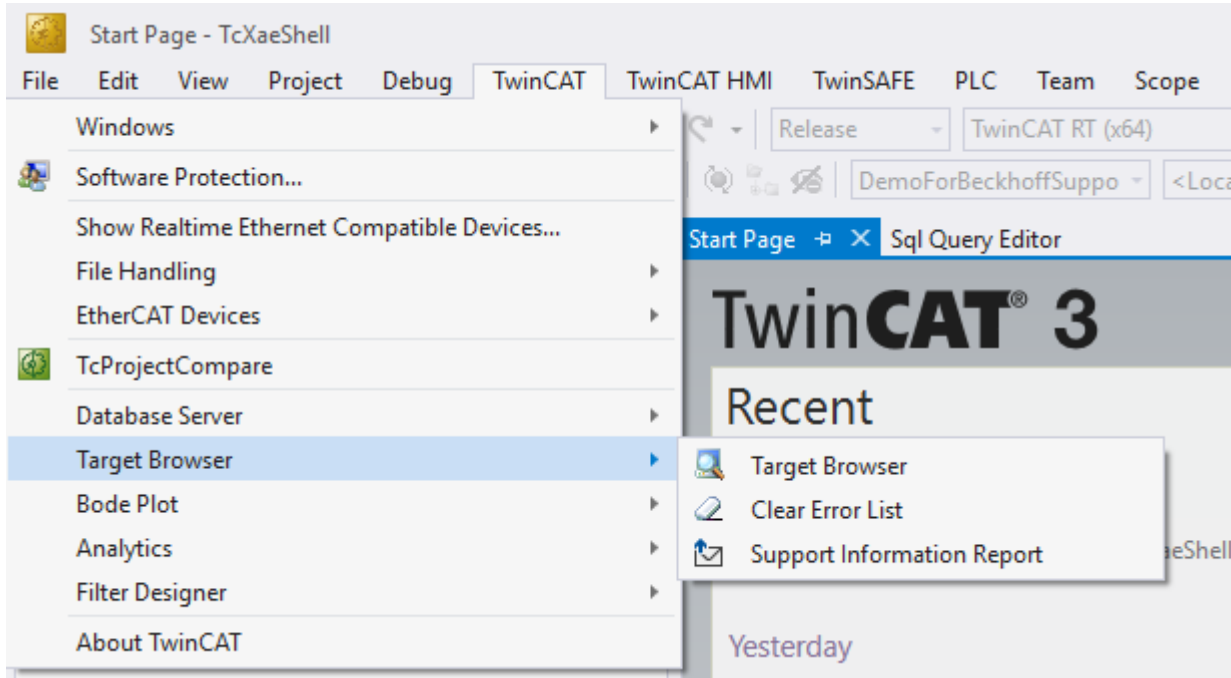 Start Page - TcXaeShell
File Edit View Project Debug TwinCAT TwinCAT HMI TwinSAFE PLC Team Scope
Windows
Release
TwinCAT RT (x64)
Software Protection...
DemoForBeckhoffSuppo
<Loca
Show Realtime Ethernet Compatible Devices...
Start Page
Sql Query Editor
File Handling
EtherCAT Devices
TwinCAT® 3
TcProjectCompare
Recent
Database Server
Target Browser
Target Browser
Bode Plot
Clear Error List
Analytics
Support Information Report
aeShell
Filter Designer
About TwinCAT
Yesterday